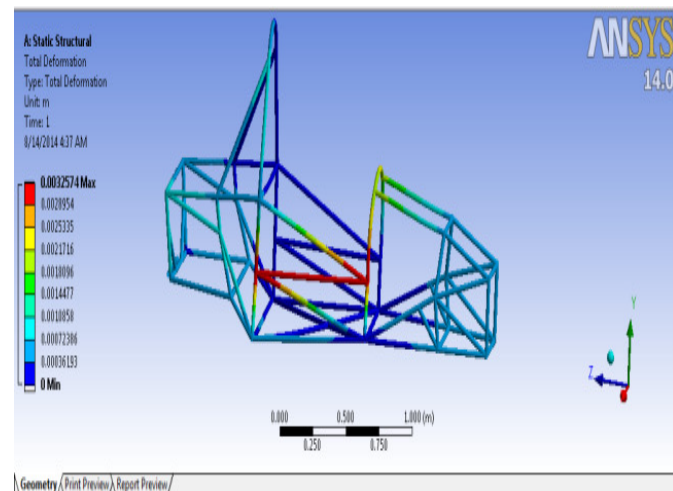 A: Static Structural
Total Deformation
Type: Total Deformation
Unit: m
Time: 1
8/14/2014 4:37 AM
ANSYS
14.0
0.0032574 Max
0.0028954
0.0025335
0.0021716
0.0018096
0.0014477
0.0010858
0.00072386
0.00036193
0 Min
Y
Z
0.000 0.500 1.000 (m)
0.250 0.750
Geometry Print Preview Report Preview